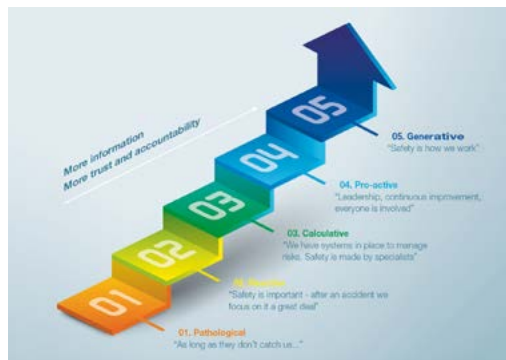 05
04
03
02
01
More information
More trust and accountability
05. Generative
"Safety is how we work"
04. Pro-active
"Leadership, continuous improvement,
everyone is involved"
03. Calculative
"We have systems in place to manage
risks. Safety is made by specialists"
02.
"Safety is important - after an accident we
focus on it a great deal"
01. Pathological
"As long as they don't catch us..."